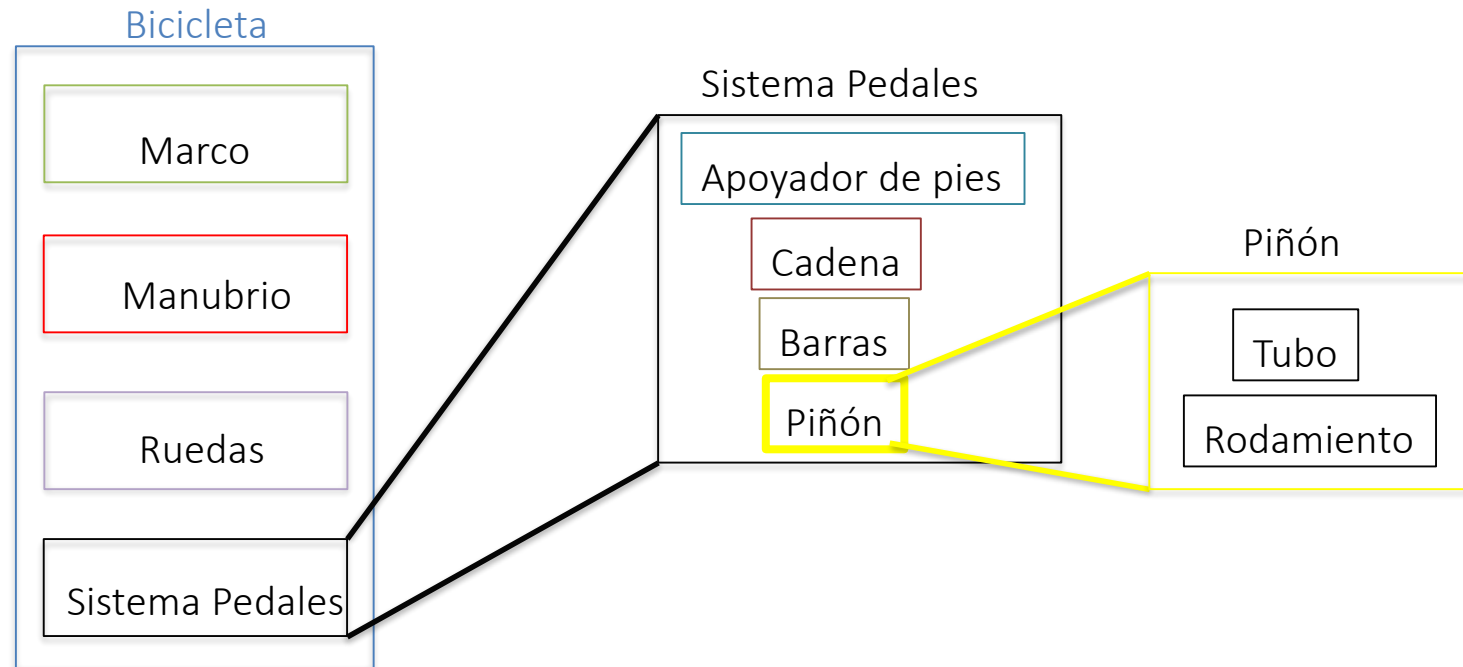 Bicicleta
Marco
Manubrio
Ruedas
Sistema Pedales
Sistema Pedales
Apoyador de pies
Cadena
Barras
Piñón
Piñón
Tubo
Rodamiento